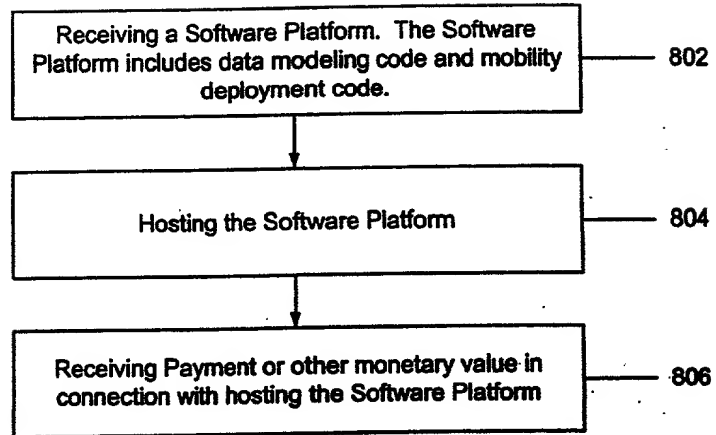 Receiving a Software Platform. The Software
Platform includes data modeling code and mobility
deployment code.
802
Hosting the Software Platform
804
Receiving Payment or other monetary value in
connection with hosting the Software Platform
806